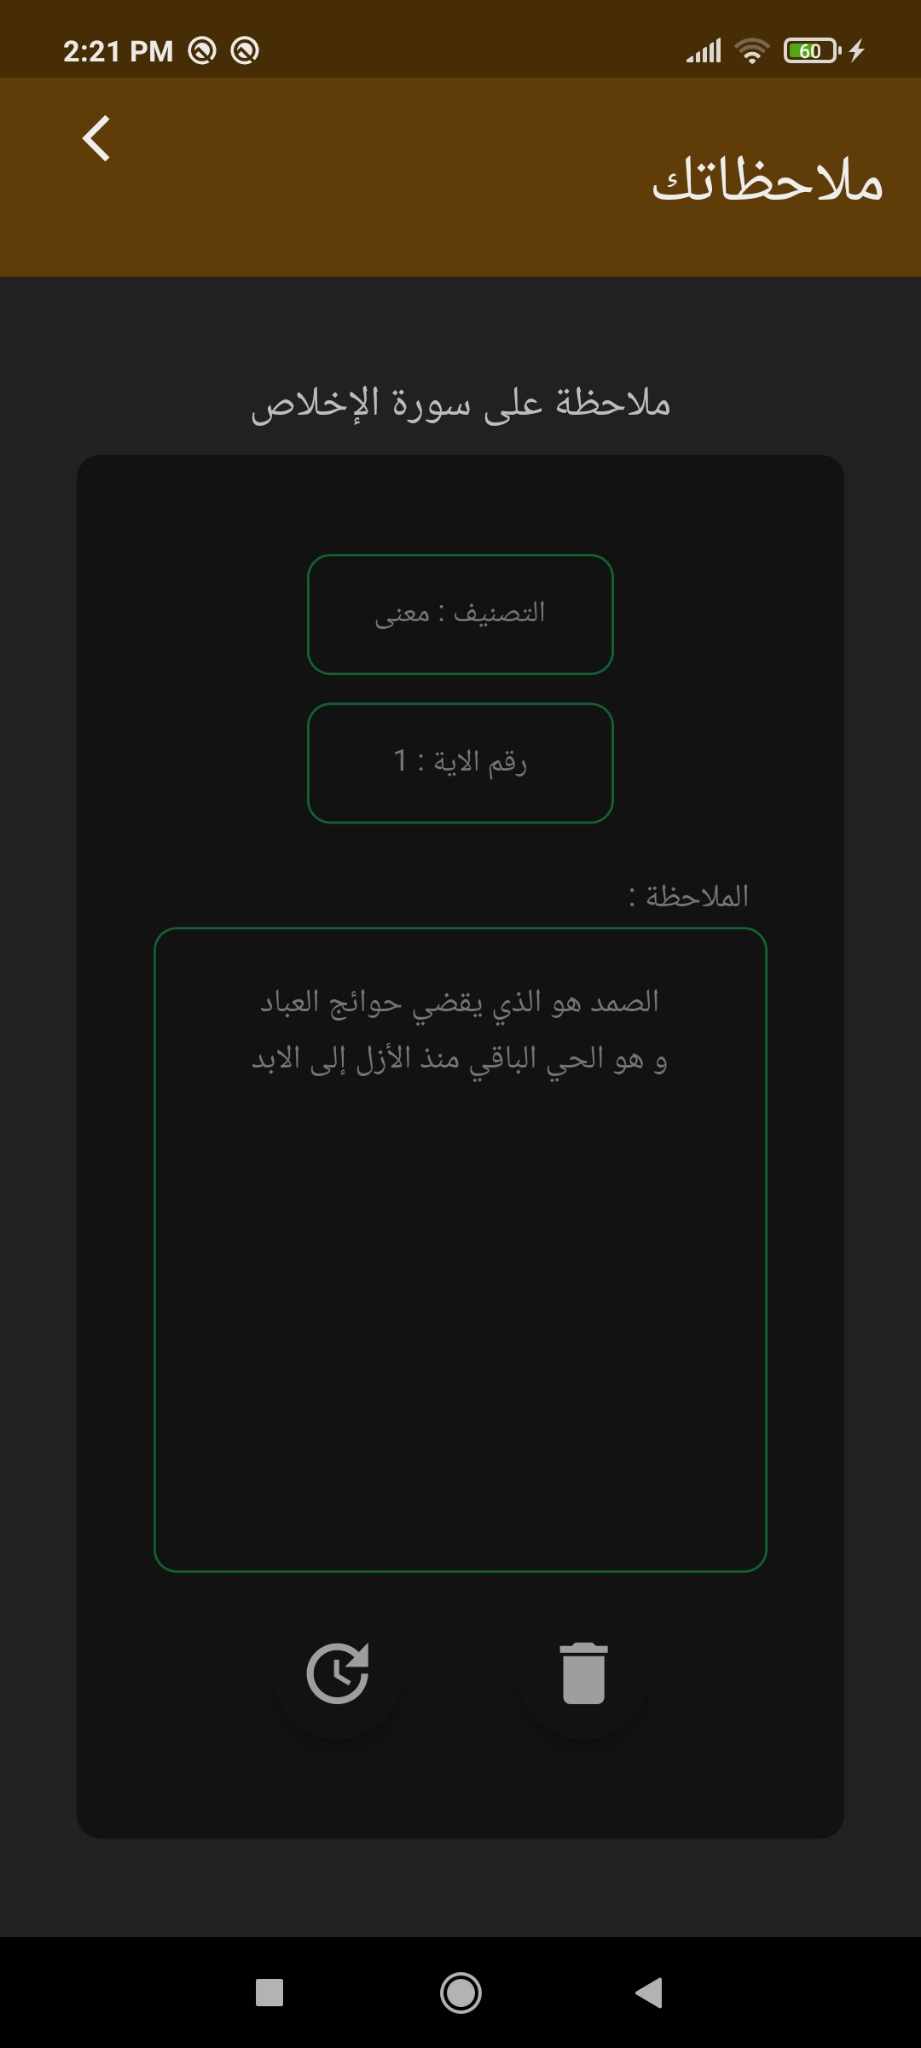 2:21 PM
60
ملاحظاتك
ملاحظة على سورة الإخلاص
التصنيف : معنى
رقم الاية : 1
الملاحظة :
الصمد هو الذي يقضي حوائج العباد
و هو الحي الباقي منذ الأزل إلى الابد